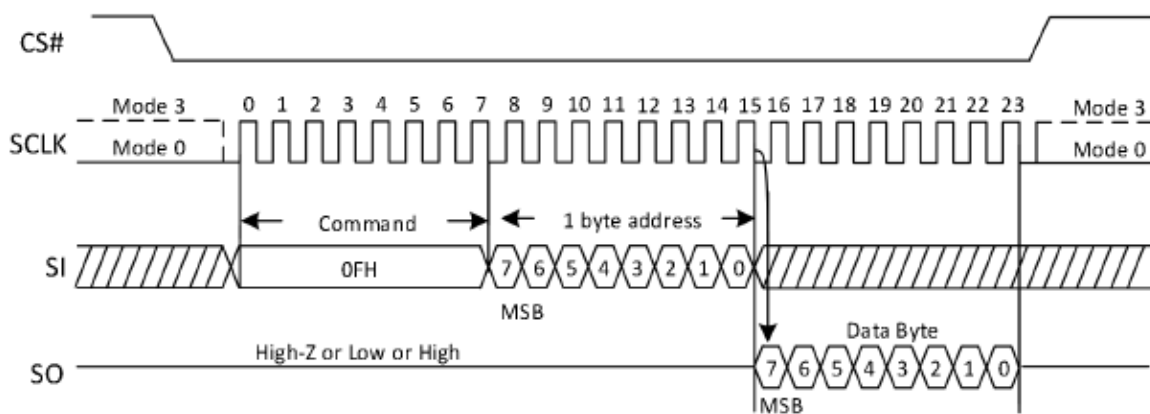 CS#
0 1 2 3 4 5 6 7 8 9 10 11 12 13 14 15 16 17 18 19 20 21 22 23
Mode 3 Mode 3
SCLK
Mode 0 Mode 0
Command 1 byte address
SI 0FH 7 6 5 4 3 2 1 0
MSB
High-Z or Low or High Data Byte
SO 7 6 5 4 3 2 1 0
MSB